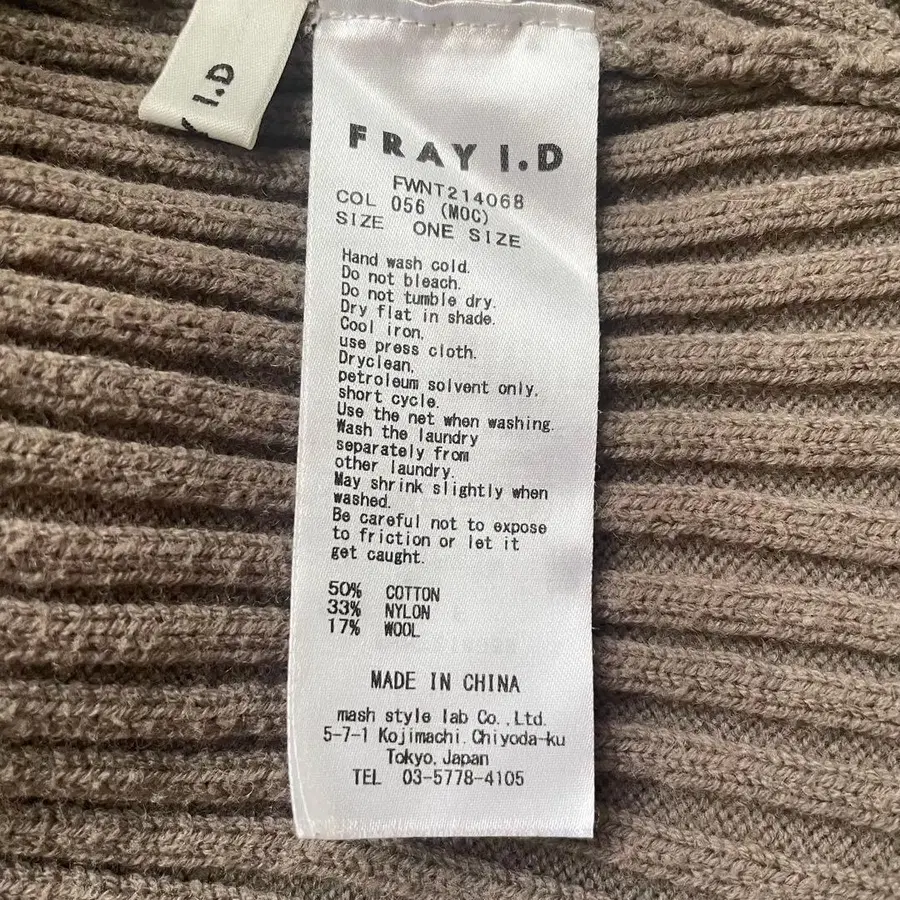 I.D
FRAY I.D
FWNT214068
COL 056 (MOC)
SIZE ONE SIZE
Hand wash cold.
Do not bleach.
Do not tumble dry.
Dry flat in shade.
Cool iron,
use press cloth.
Dryclean,
petroleum solvent only,
short cycle.
Use the net when washing.
Wash the laundry
separately from
other laundry.
May shrink slightly when
washed.
Be careful not to expose
to friction or let it
get caught.
50% COTTON
33% NYLON
17% WOOL
MADE IN CHINA
mash style lab Co.,Ltd.
5-7-1 Kojimachi,Chiyoda-ku
Tokyo,Japan
TEL 03-5778-4105